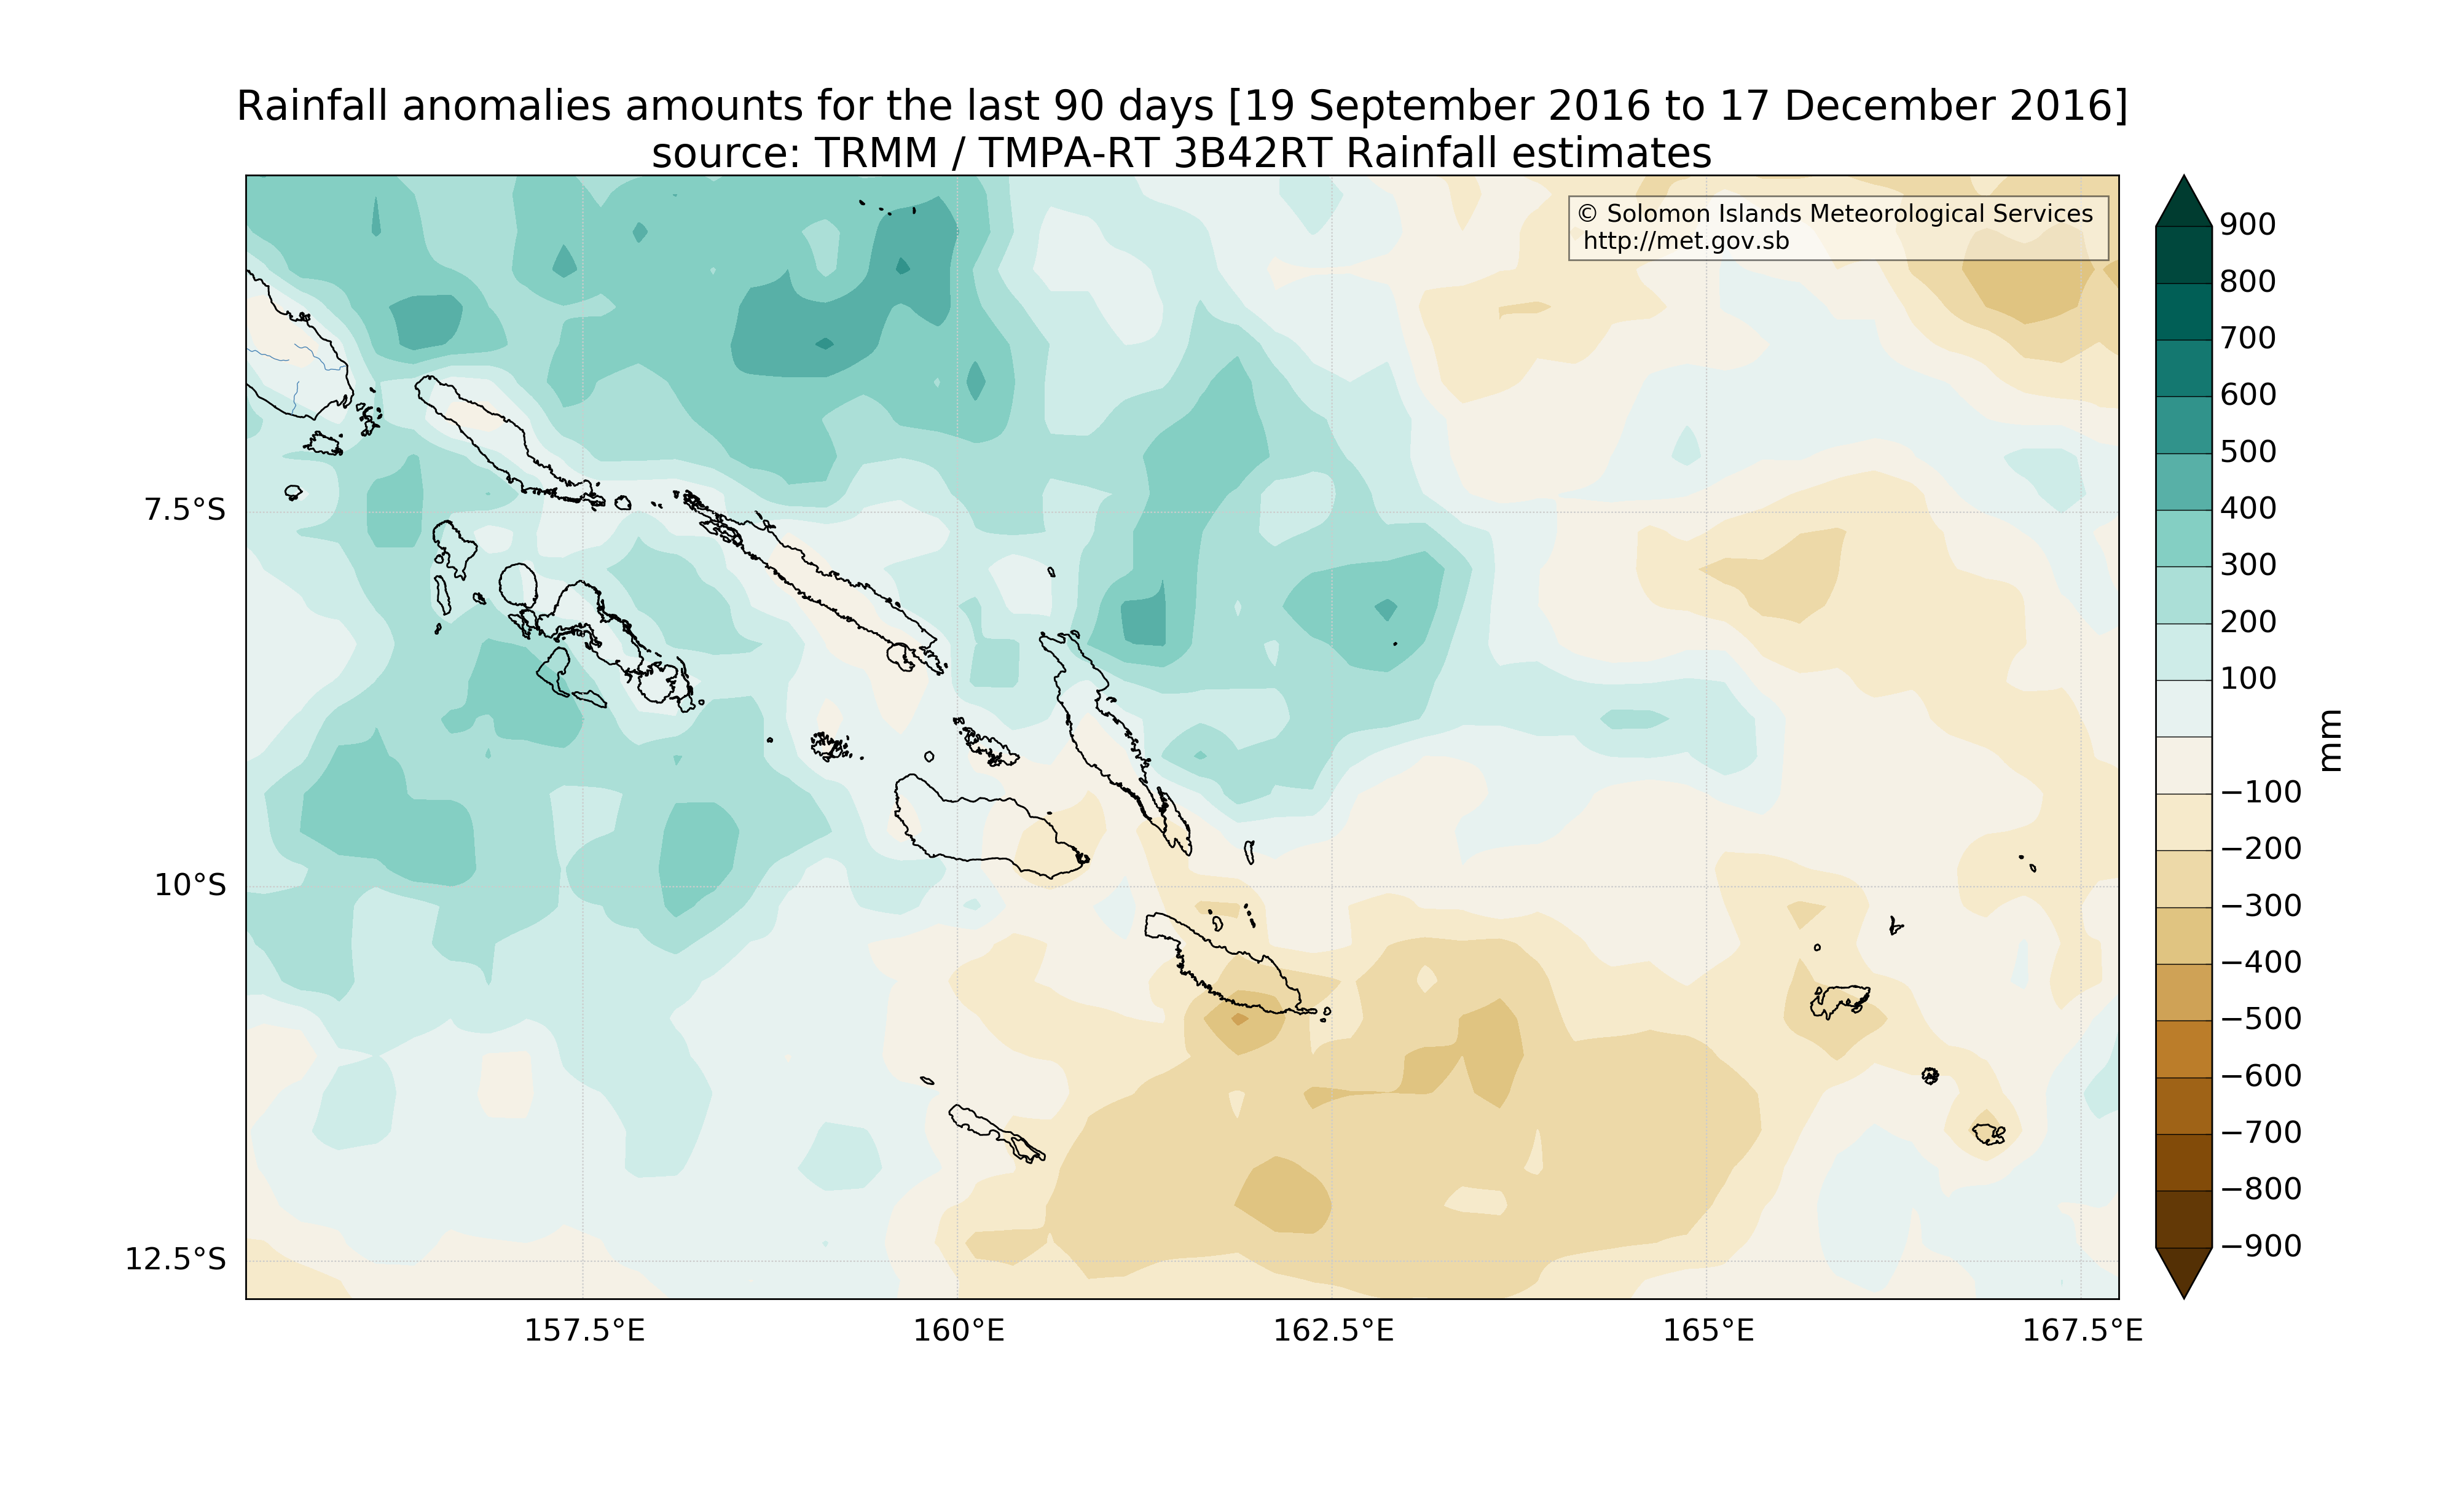 Rainfall anomalies amounts for the last 90 days [19 September 2016 to 17 December 2016]
source: TRMM / TMPA-RT 3B42RT Rainfall estimates
© Solomon Islands Meteorological Services
http://met.gov.sb
7.5°S
10°S
12.5°S
157.5°E
160°E
162.5°E
165°E
167.5°E
900
800
700
600
500
400
300
200
100
−100
−200
−300
−400
−500
−600
−700
−800
−900
mm